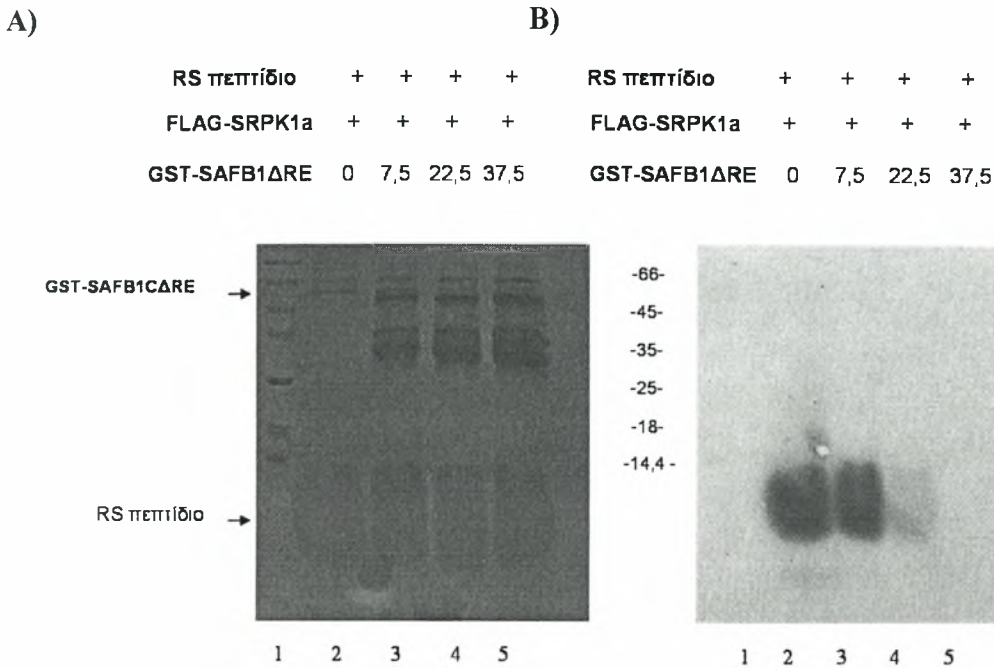 A)
RS πεπτίδιο + + + +
FLAG-SRPK1a + + + +
GST-SAFB1ΔRE 0 7,5 22,5 37,5
GST-SAFB1CΔRE
RS πεπτίδιο
1 2 3 4 5
B)
RS πεπτίδιο + + + +
FLAG-SRPK1a + + + +
GST-SAFB1ΔRE 0 7,5 22,5 37,5
-66-
-45-
-35-
-25-
-18-
-14,4 -
1 2 3 4 5